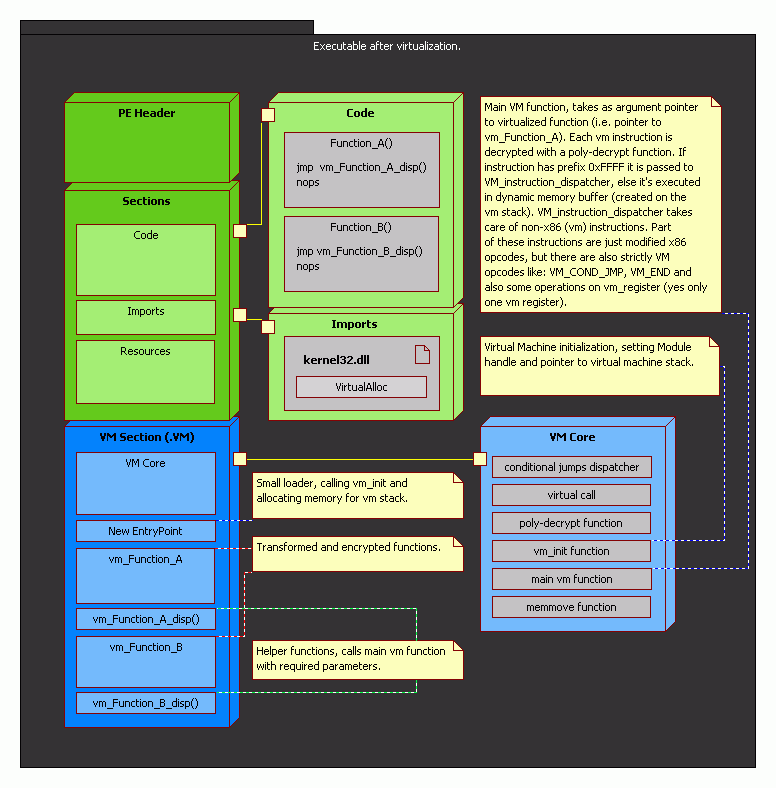 Executable after virtualization.
PE Header
Sections
Code
Imports
Resources
Code
Function_A()
jmp vm_Function_A_disp()
nops
Function_B()
jmp vm_Function_B_disp()
nops
Imports
kernel32.dll
VirtualAlloc
Main VM function, takes as argument pointer
to virtualized function (i.e. pointer to
vm_Function_A). Each vm instruction is
decrypted with a poly-decrypt function. If
instruction has prefix 0xFFFF it is passed to
VM_instruction_dispatcher, else it's executed
in dynamic memory buffer (created on the
vm stack). VM_instruction_dispatcher takes
care of non-x86 (vm) instructions. Part
of these instructions are just modified x86
opcodes, but there are also strictly VM
opcodes like: VM_COND_JMP, VM_END and
also some operations on vm_register (yes only
one vm register).
Virtual Machine initialization, setting Module
handle and pointer to virtual machine stack.
VM Section (.VM)
VM Core
New EntryPoint
vm_Function_A
vm_Function_A_disp()
vm_Function_B
vm_Function_B_disp()
Small loader, calling vm_init and
allocating memory for vm stack.
Transformed and encrypted functions.
Helper functions, calls main vm function
with required parameters.
VM Core
conditional jumps dispatcher
virtual call
poly-decrypt function
vm_init function
main vm function
memmove function